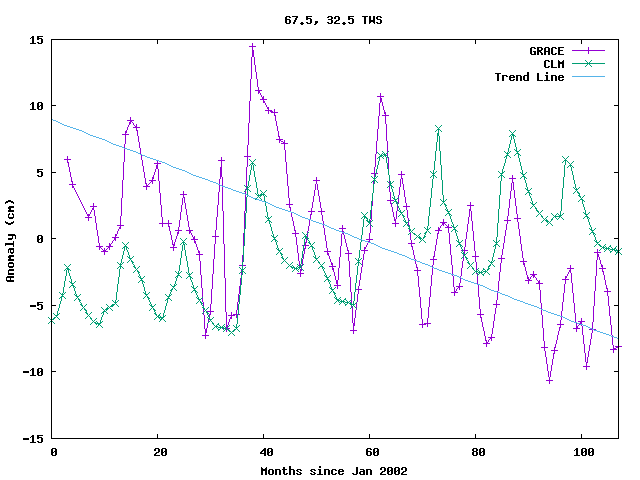 67.5, 32.5 TWS
GRACE
CLM
Trend Line
15
10
5
0
-5
-10
-15
Anomaly (cm)
0 20 40 60 80 100
Months since Jan 2002